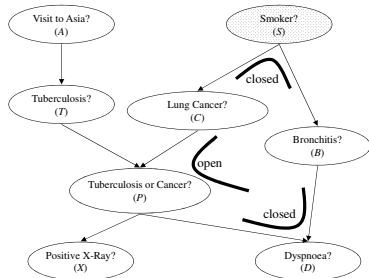 Visit to Asia?
(A)
Smoker?
(S)
closed
Tuberculosis?
(T)
Lung Cancer?
(C)
Bronchitis?
(B)
open
Tuberculosis or Cancer?
(P)
closed
Positive X-Ray?
(X)
Dyspnoea?
(D)